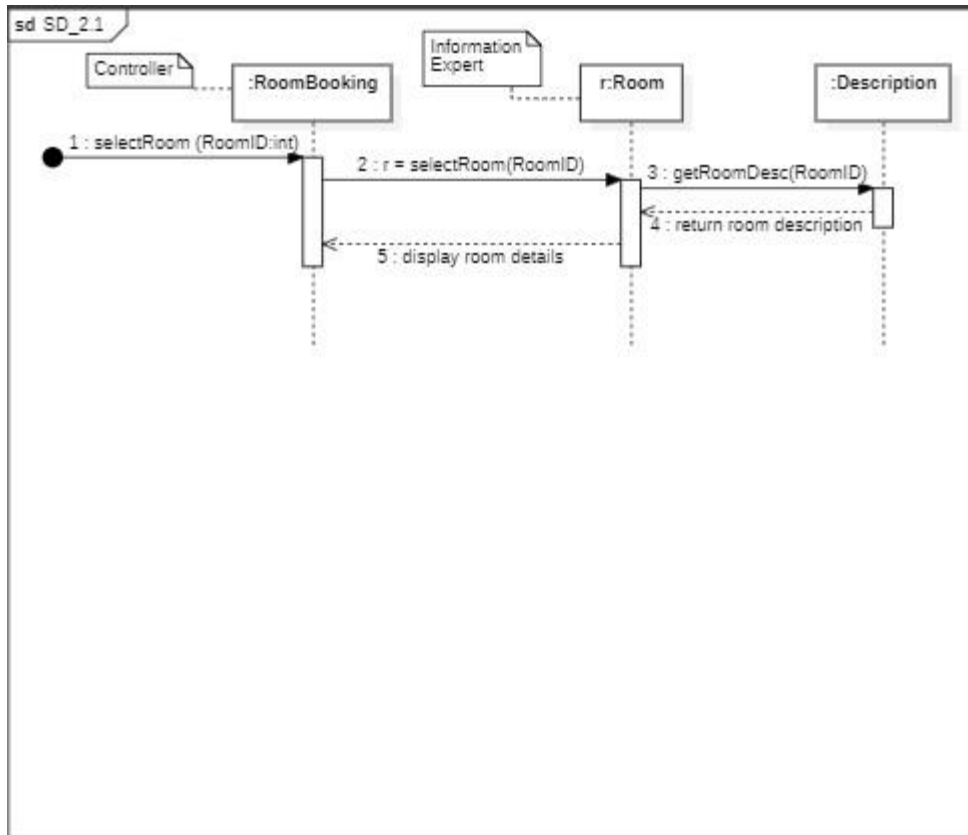 sd SD_2.1
Controller
:RoomBooking
Information
Expert
r:Room
:Description
1 : selectRoom (RoomID:int)
2 : r = selectRoom(RoomID)
3 : getRoomDesc(RoomID)
4 : return room description
5 : display room details